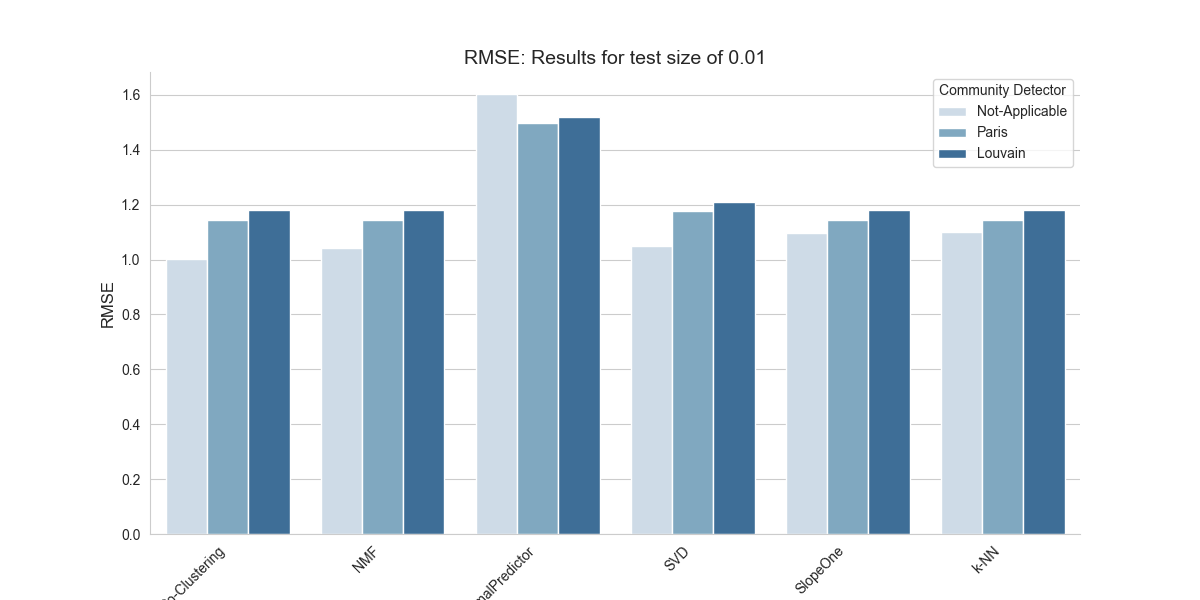 RMSE: Results for test size of 0.01
Community Detector
Not-Applicable
Paris
Louvain
RMSE
1.6
1.4
1.2
1.0
0.8
0.6
0.4
0.2
0.0
NMF
SVD
SlopeOne
k-NN